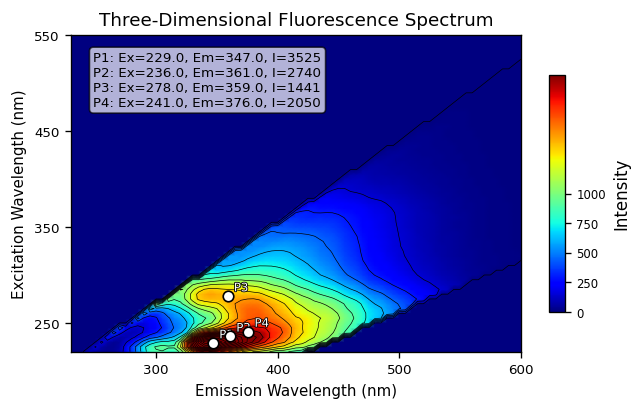 Three-Dimensional Fluorescence Spectrum
P1: Ex=229.0, Em=347.0, I=3525
P2: Ex=236.0, Em=361.0, I=2740
P3: Ex=278.0, Em=359.0, I=1441
P4: Ex=241.0, Em=376.0, I=2050
550
450
350
250
Excitation Wavelength (nm)
P3
P4
300
400
500
600
Emission Wavelength (nm)
1000
750
500
250
0
Intensity